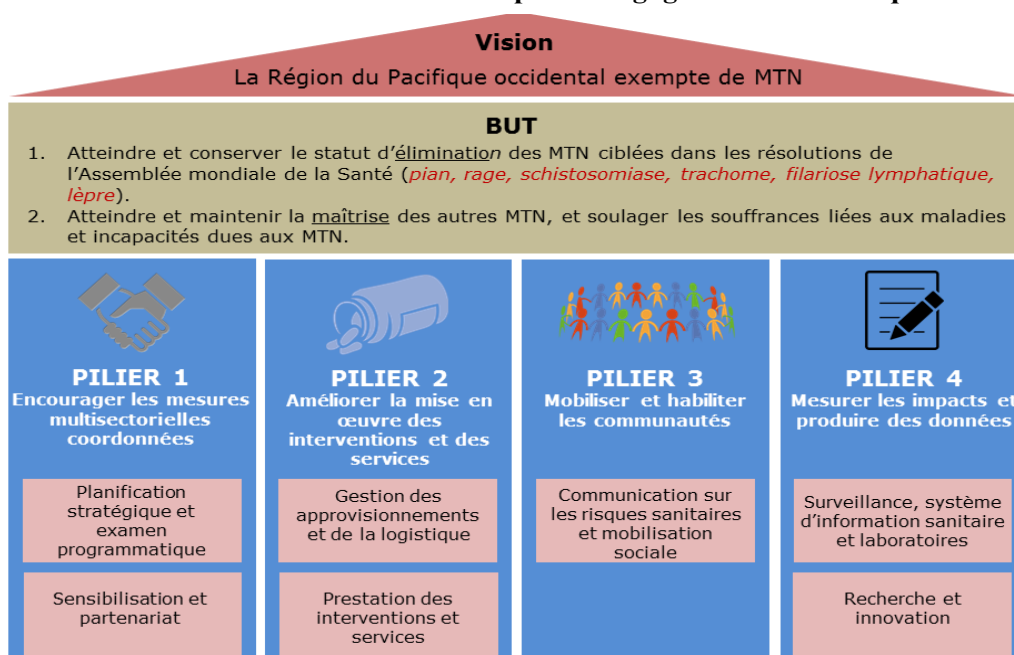 Vision
La Région du Pacifique occidental exempte de MTN
BUT
1. Atteindre et conserver le statut d'élimination des MTN ciblées dans les résolutions de
l'Assemblée mondiale de la Santé (pian, rage, schistosomiase, trachome, filariose lymphatique,
lèpre).
2. Atteindre et maintenir la maîtrise des autres MTN, et soulager les souffrances liées aux maladies
et incapacités dues aux MTN.
PILIER 1
Encourager les mesures
multisectorielles
coordonnées
Planification
stratégique et
examen
programmatique
Sensibilisation et
partenariat
PILIER 2
Améliorer la mise en
œuvre des
interventions et des
services
Gestion des
approvisionnements
et de la logistique
Prestation des
interventions et
services
PILIER 3
Mobiliser et habiliter
les communautés
Communication sur
les risques sanitaires
et mobilisation
sociale
PILIER 4
Mesurer les impacts et
produire des données
Surveillance, système
d'information sanitaire
et laboratoires
Recherche et
innovation